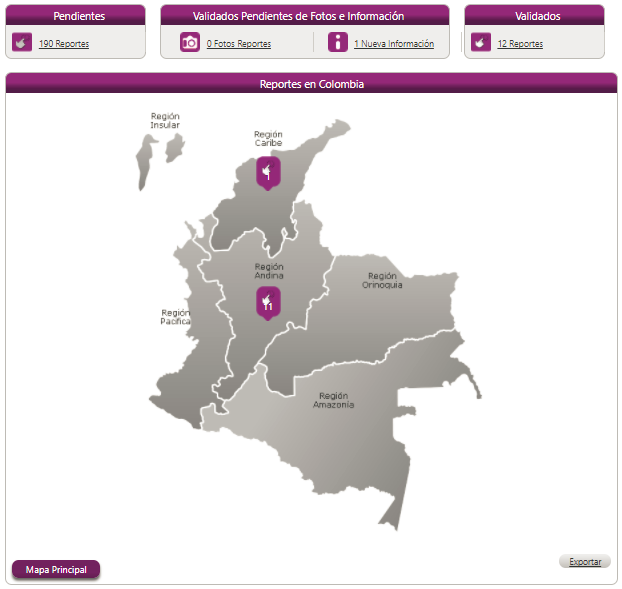 Pendientes
190 Reportes
Validados Pendientes de Fotos e Información
0 Fotos Reportes
1 Nueva Información
Validados
12 Reportes
Reportes en Colombia
Región
Insular
Región
Caribe
1
Región
Andina
11
Región
Orinoquia
Región
Pacifica
Región
Amazonía
Mapa Principal
Exportar